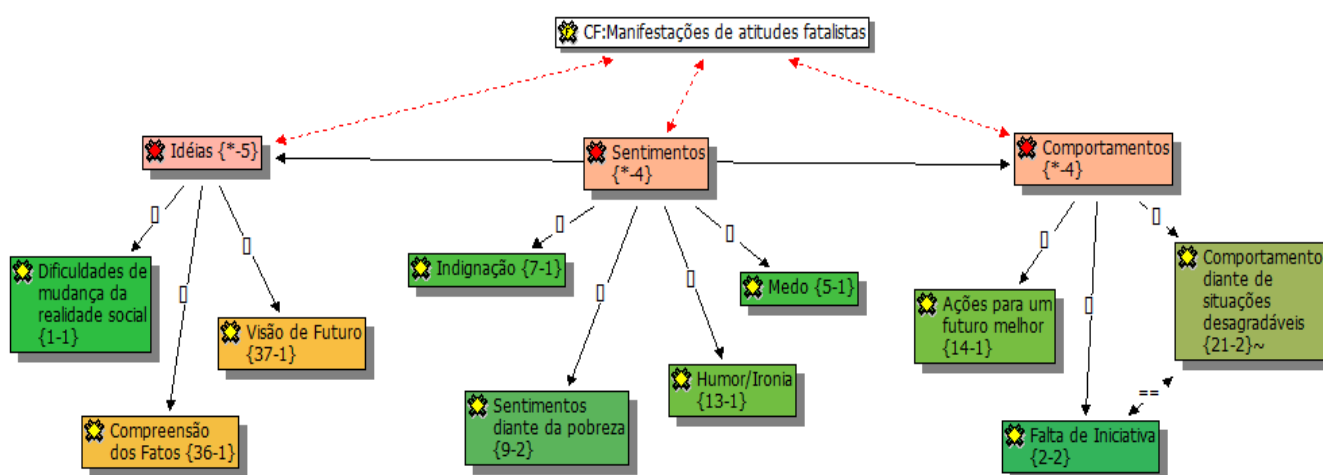 CF:Manifestações de atitudes fatalistas
Idéias {*-5}
Sentimentos
{*-4}
Comportamentos
{*-4}
Dificuldades de
mudança da
realidade social
{1-1}
Compreensão
dos Fatos {36-1}
Visão de Futuro
{37-1}
Indignação {7-1}
Sentimentos
diante da pobreza
{9-2}
Humor/Ironia
{13-1}
Medo {5-1}
Ações para um
futuro melhor
{14-1}
Falta de Iniciativa
{2-2}
==
Comportamento
diante de
situações
desagradáveis
{21-2}~